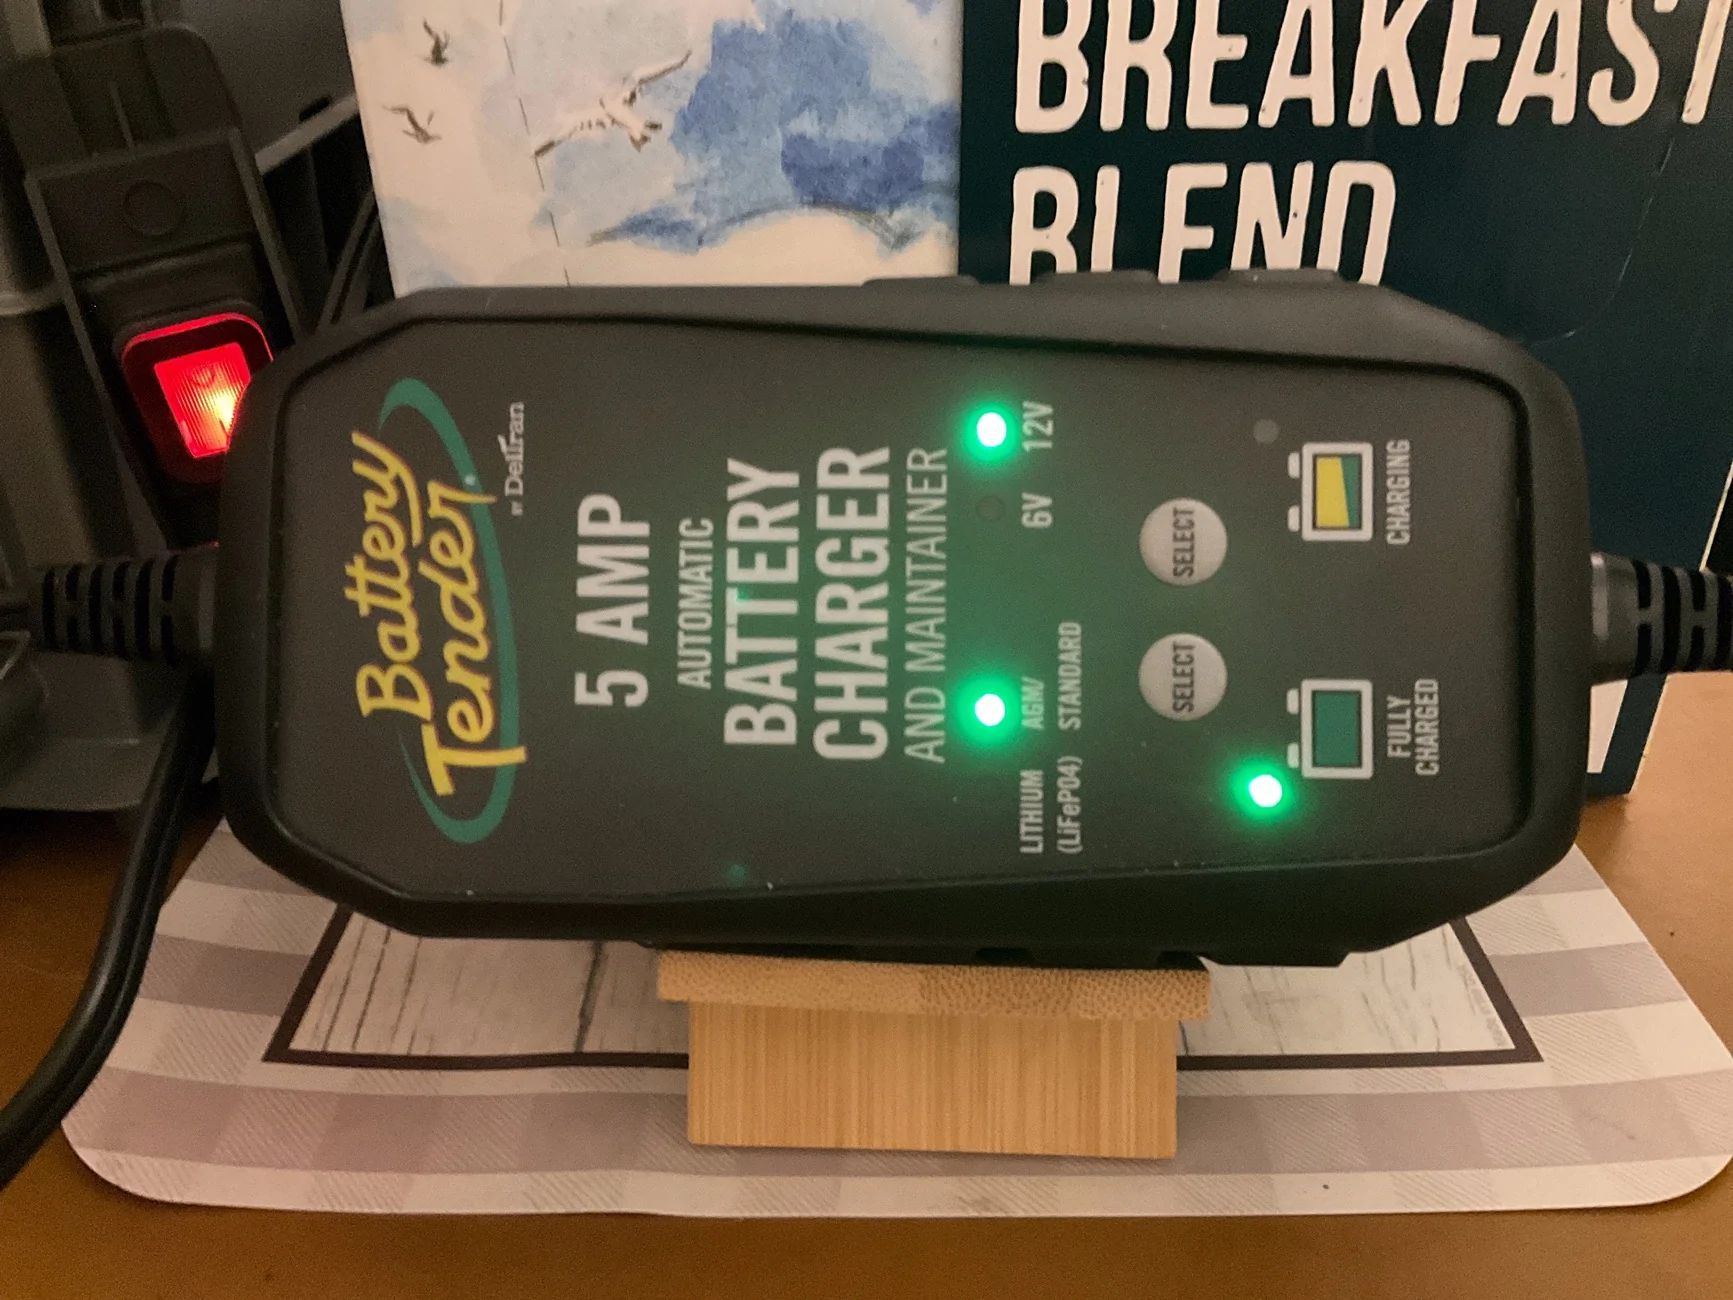 BREAKFAST
BLEND
Battery
Tender
BY Deltran
5 AMP
AUTOMATIC
BATTERY
CHARGER
AND MAINTAINER
6V 12V
LITHIUM AGM/
(LiFePO4) STANDARD
SELECT SELECT
FULLY
CHARGED
CHARGING